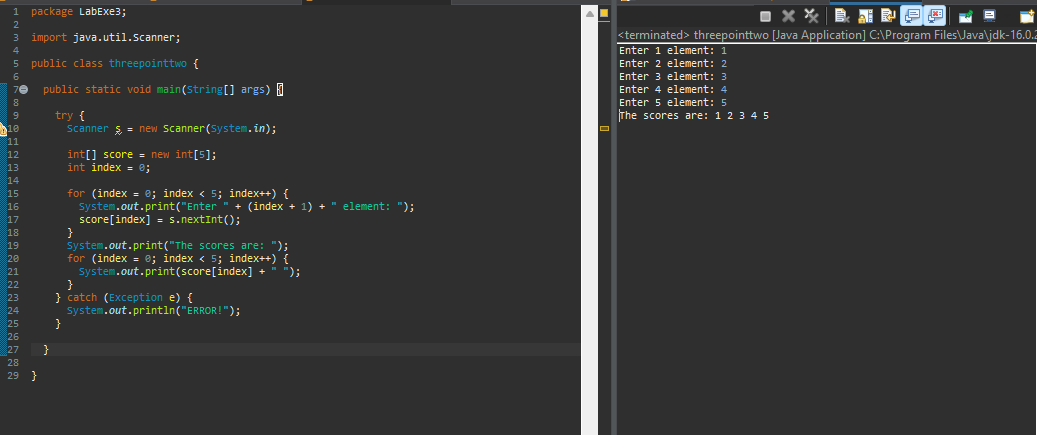 1 package LabExe3;
2
3 import java.util.Scanner;
4
5 public class threepointtwo {
6
7 public static void main(String[] args) {
8
9 try {
10 Scanner s = new Scanner(System.in);
11
12 int[] score = new int[5];
13 int index = 0;
14
15 for (index = 0; index < 5; index++) {
16 System.out.print("Enter " + (index + 1) + " element: ");
17 score[index] = s.nextInt();
18 }
19 System.out.print("The scores are: ");
20 for (index = 0; index < 5; index++) {
21 System.out.print(score[index] + " ");
22 }
23 } catch (Exception e) {
24 System.out.println("ERROR!");
25 }
26
27 }
28
29 }
<terminated> threepointtwo [Java Application] C:\Program Files\Java\jdk-16.0.2
Enter 1 element: 1
Enter 2 element: 2
Enter 3 element: 3
Enter 4 element: 4
Enter 5 element: 5
The scores are: 1 2 3 4 5